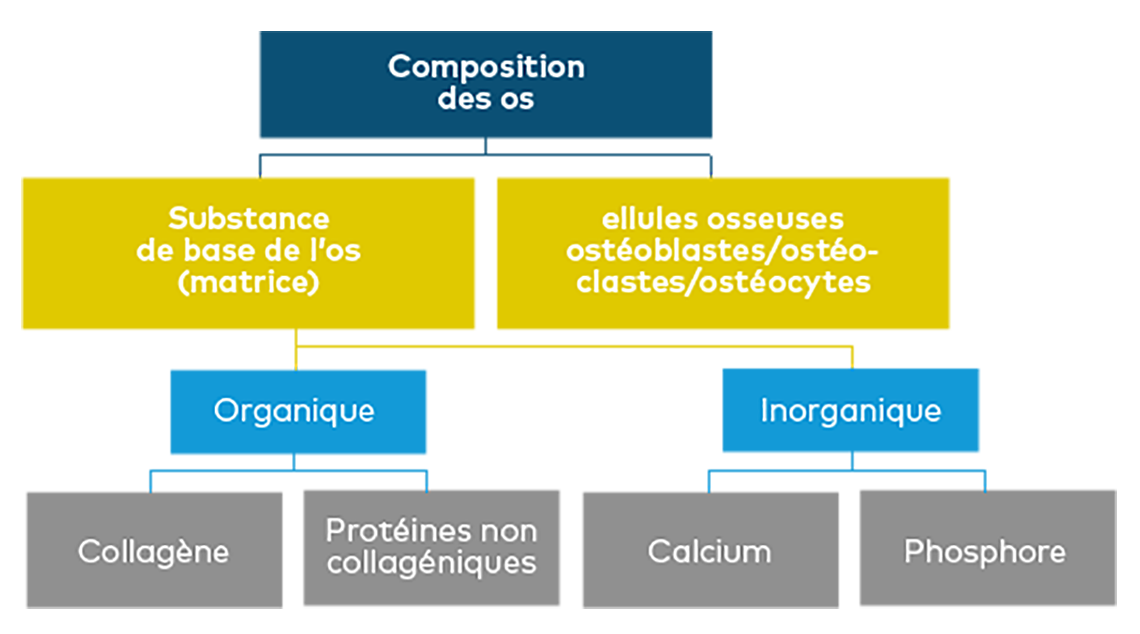 Composition
des os
Substance
de base de l'os
(matrice)
ellules osseuses
ostéoblastes/ostéo-
clastes/ostéocytes
Organique
Inorganique
Collagène
Protéines non
collagéniques
Calcium
Phosphore